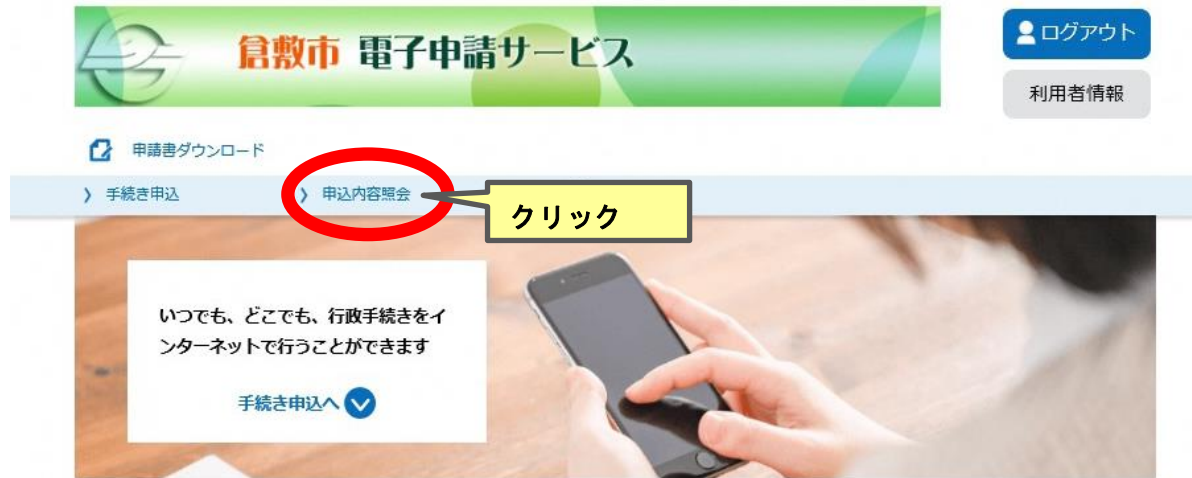 倉敷市 電子申請サービス
ログアウト
利用者情報
申請書ダウンロード
手続き申込
申込内容照会
クリック
いつでも、どこでも、行政手続きをイ
ンターネットで行うことができます
手続き申込へ